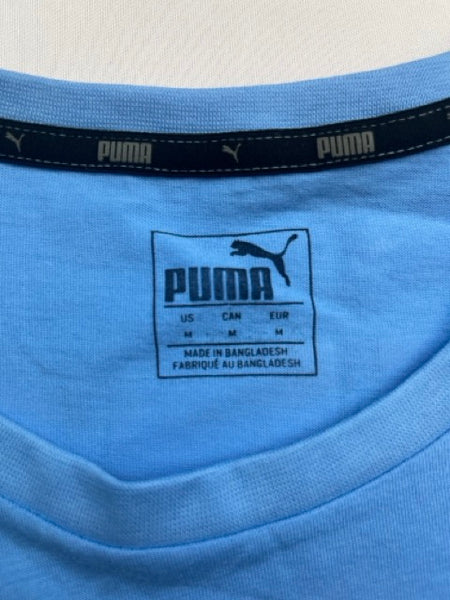 PUMA PUMA
PUMA
US CAN EUR
M M M
MADE IN BANGLADESH
FABRIQUÉ AU BANGLADESH